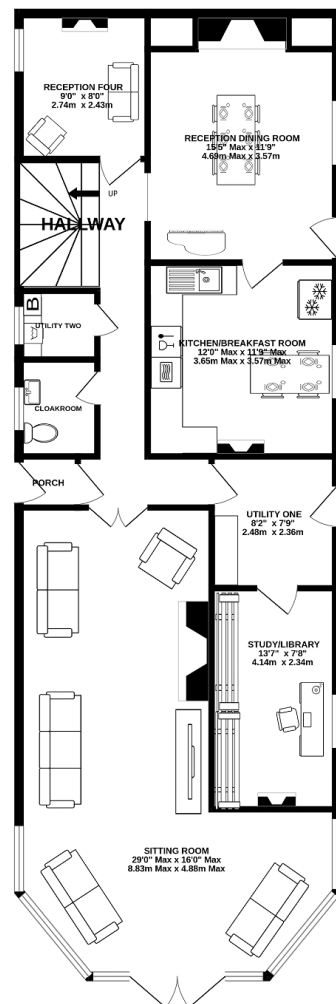 RECEPTION FOUR
9'0" x 8'0"
2.74m x 2.43m
RECEPTION DINING ROOM
15'5" Max x 11'9"
4.69m Max x 3.57m
UP
HALLWAY
B
UTILITY TWO
KITCHEN/BREAKFAST ROOM
12'0" Max x 11'9" Max
3.65m Max x 3.57m Max
CLOAKROOM
PORCH
UTILITY ONE
8'2" x 7'9"
2.48m x 2.36m
STUDY/LIBRARY
13'7" x 7'8"
4.14m x 2.34m
SITTING ROOM
29'0" Max x 16'0" Max
8.83m Max x 4.88m Max